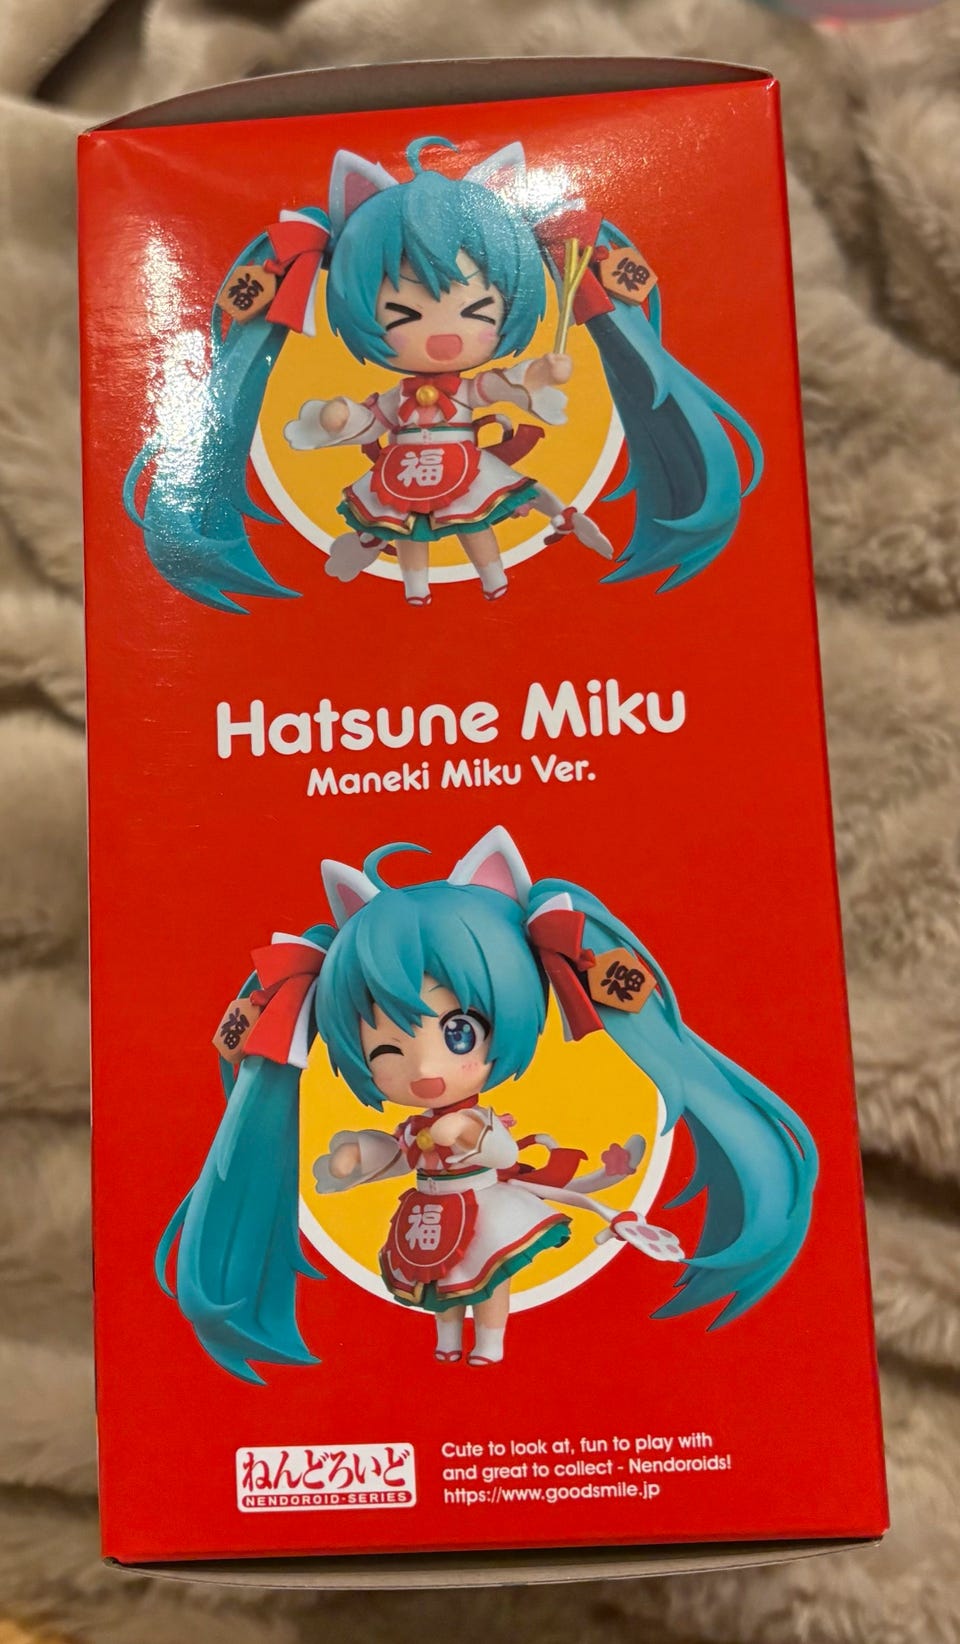 福
福
福
Hatsune Miku
Maneki Miku Ver.
福
福
福
ねんどろいど
NENDOROID-SERIES
Cute to look at, fun to play with
and great to collect - Nendoroids!
https://www.goodsmile.jp